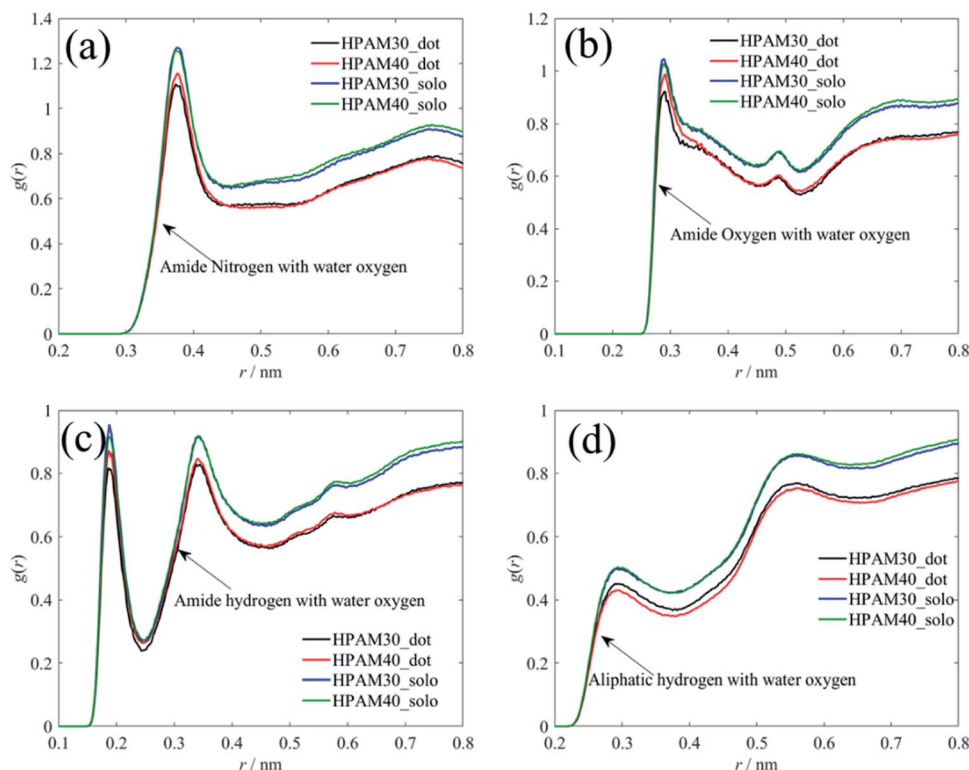 (a)
HPAM30_dot
HPAM40_dot
HPAM30_solo
HPAM40_solo
1.4
1.2
1
0.8
0.6
0.4
0.2
0
g(r)
Amide Nitrogen with water oxygen
0.2 0.3 0.4 0.5 0.6 0.7 0.8
r / nm
(b)
HPAM30_dot
HPAM40_dot
HPAM30_solo
HPAM40_solo
1.2
1
0.8
0.6
0.4
0.2
0
g(r)
Amide Oxygen with water oxygen
0.1 0.2 0.3 0.4 0.5 0.6 0.7 0.8
r / nm
(c)
1
0.8
0.6
0.4
0.2
0
g(r)
Amide hydrogen with water oxygen
HPAM30_dot
HPAM40_dot
HPAM30_solo
HPAM40_solo
0.1 0.2 0.3 0.4 0.5 0.6 0.7 0.8
r / nm
(d)
1
0.8
0.6
0.4
0.2
0
g(r)
HPAM30_dot
HPAM40_dot
HPAM30_solo
HPAM40_solo
Aliphatic hydrogen with water oxygen
0.2 0.3 0.4 0.5 0.6 0.7 0.8
r / nm